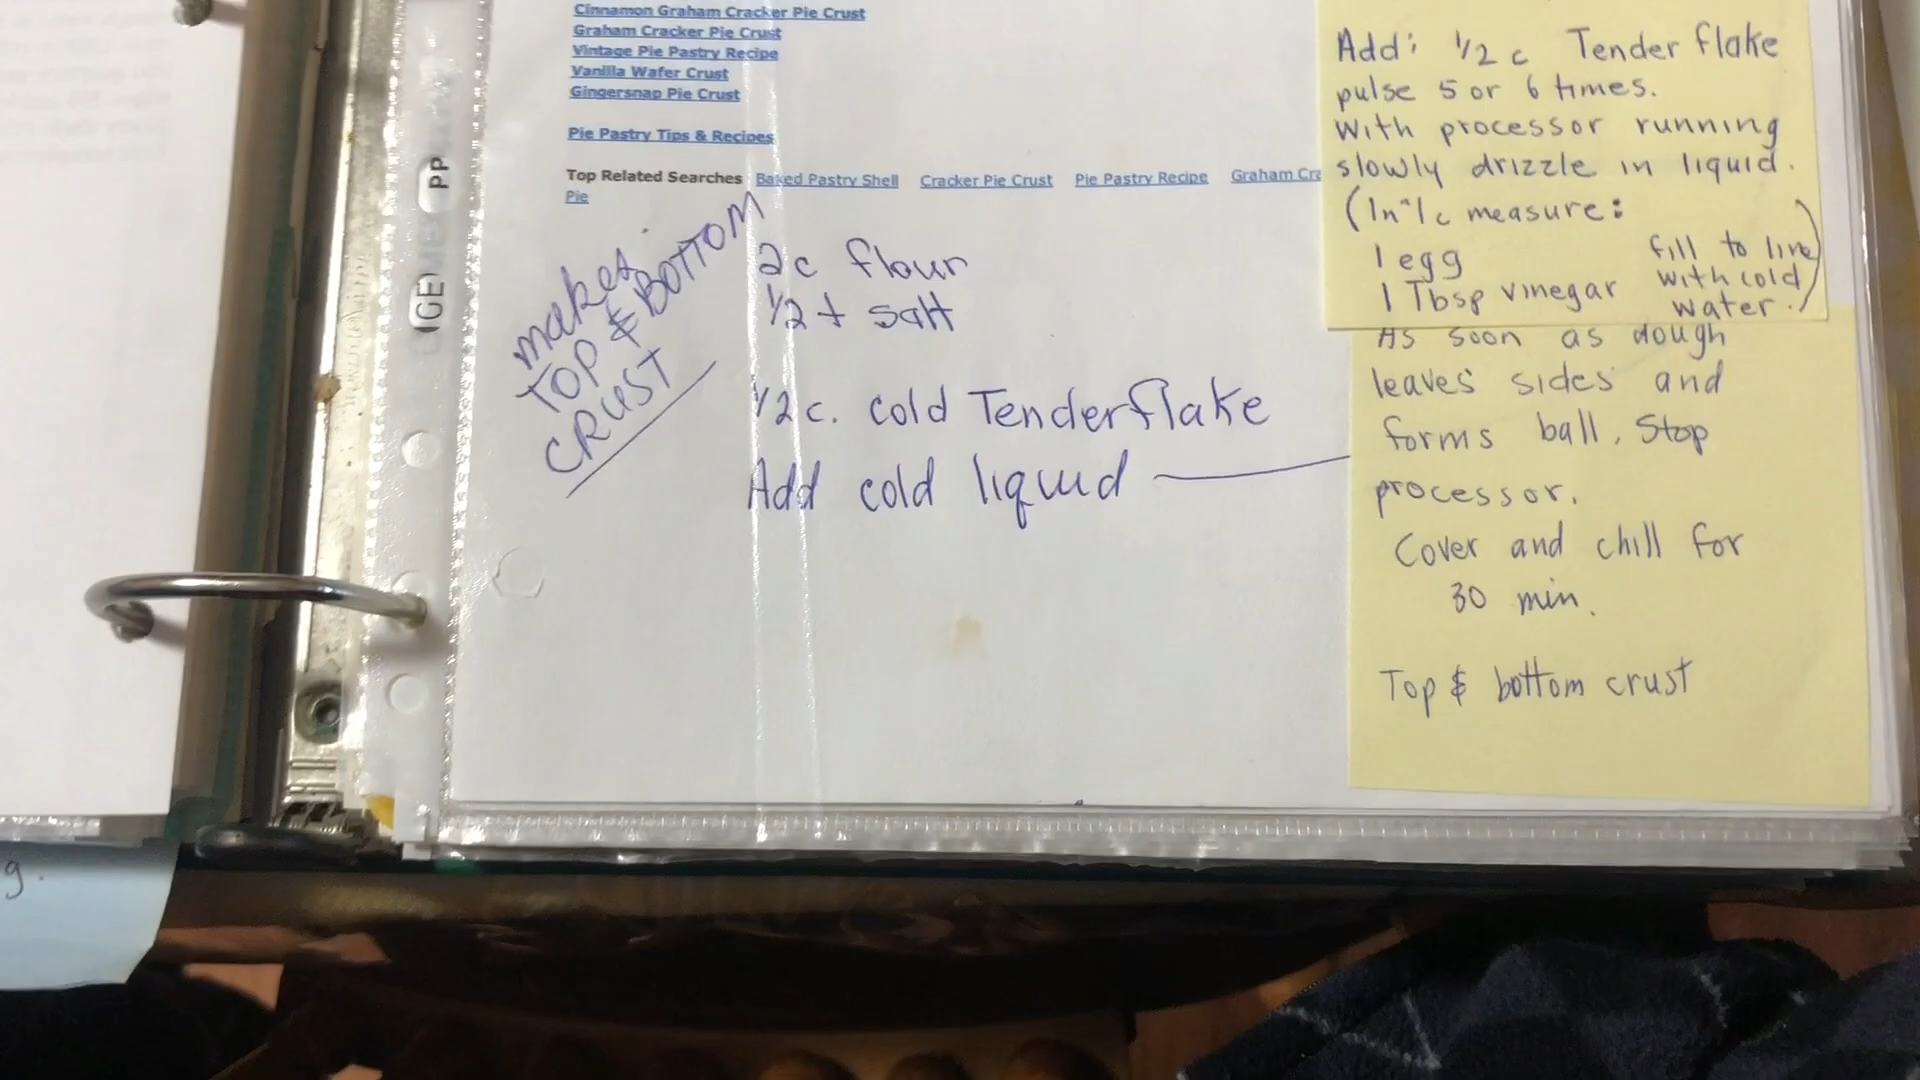 Cinnamon Graham Cracker Pie Crust
Graham Cracker Pie Crust
Vintage Pie Pastry Recipe
Vanilla Wafer Crust
Gingersnap Pie Crust
Pie Pastry Tips & Recipes
Top Related Searches Baked Pastry Shell Cracker Pie Crust Pie Pastry Recipe Graham
Pie
makes
TOP & BOTTOM
CRUST
2c flour
1/2 t salt
1/2 c. cold Tenderflake
Add cold liquid
Add: 1/2 c Tenderflake
pulse 5 or 6 times.
With processor running
slowly drizzle in liquid.
(In 1c measure:
1 egg
1 Tbsp vinegar
fill to line
with cold
water.)
As soon as dough
leaves sides and
forms ball, Stop
processor.
Cover and chill for
30 min.
Top & bottom crust
PP
g.